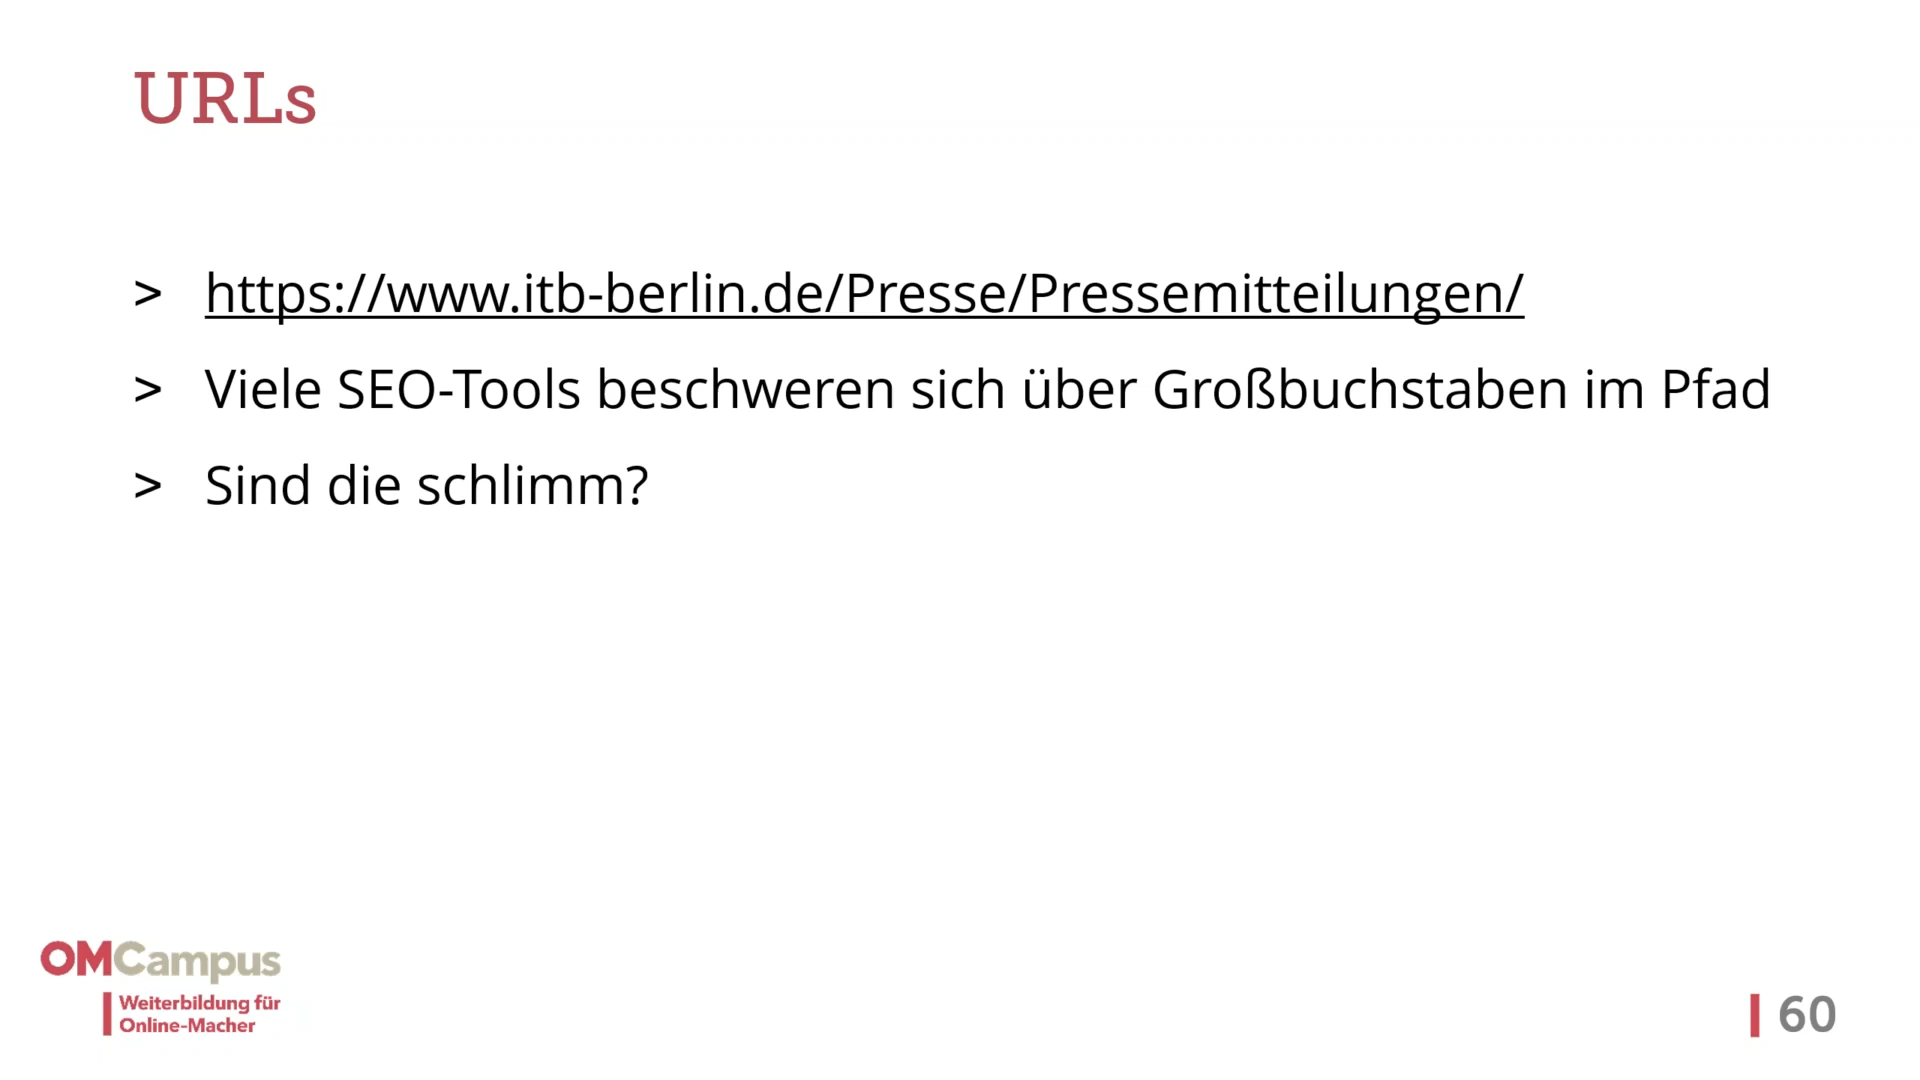 URLs
> https://www.itb-berlin.de/Presse/Pressemitteilungen/
> Viele SEO-Tools beschweren sich über Großbuchstaben im Pfad
> Sind die schlimm?
OMCampus
Weiterbildung für
Online-Macher
60